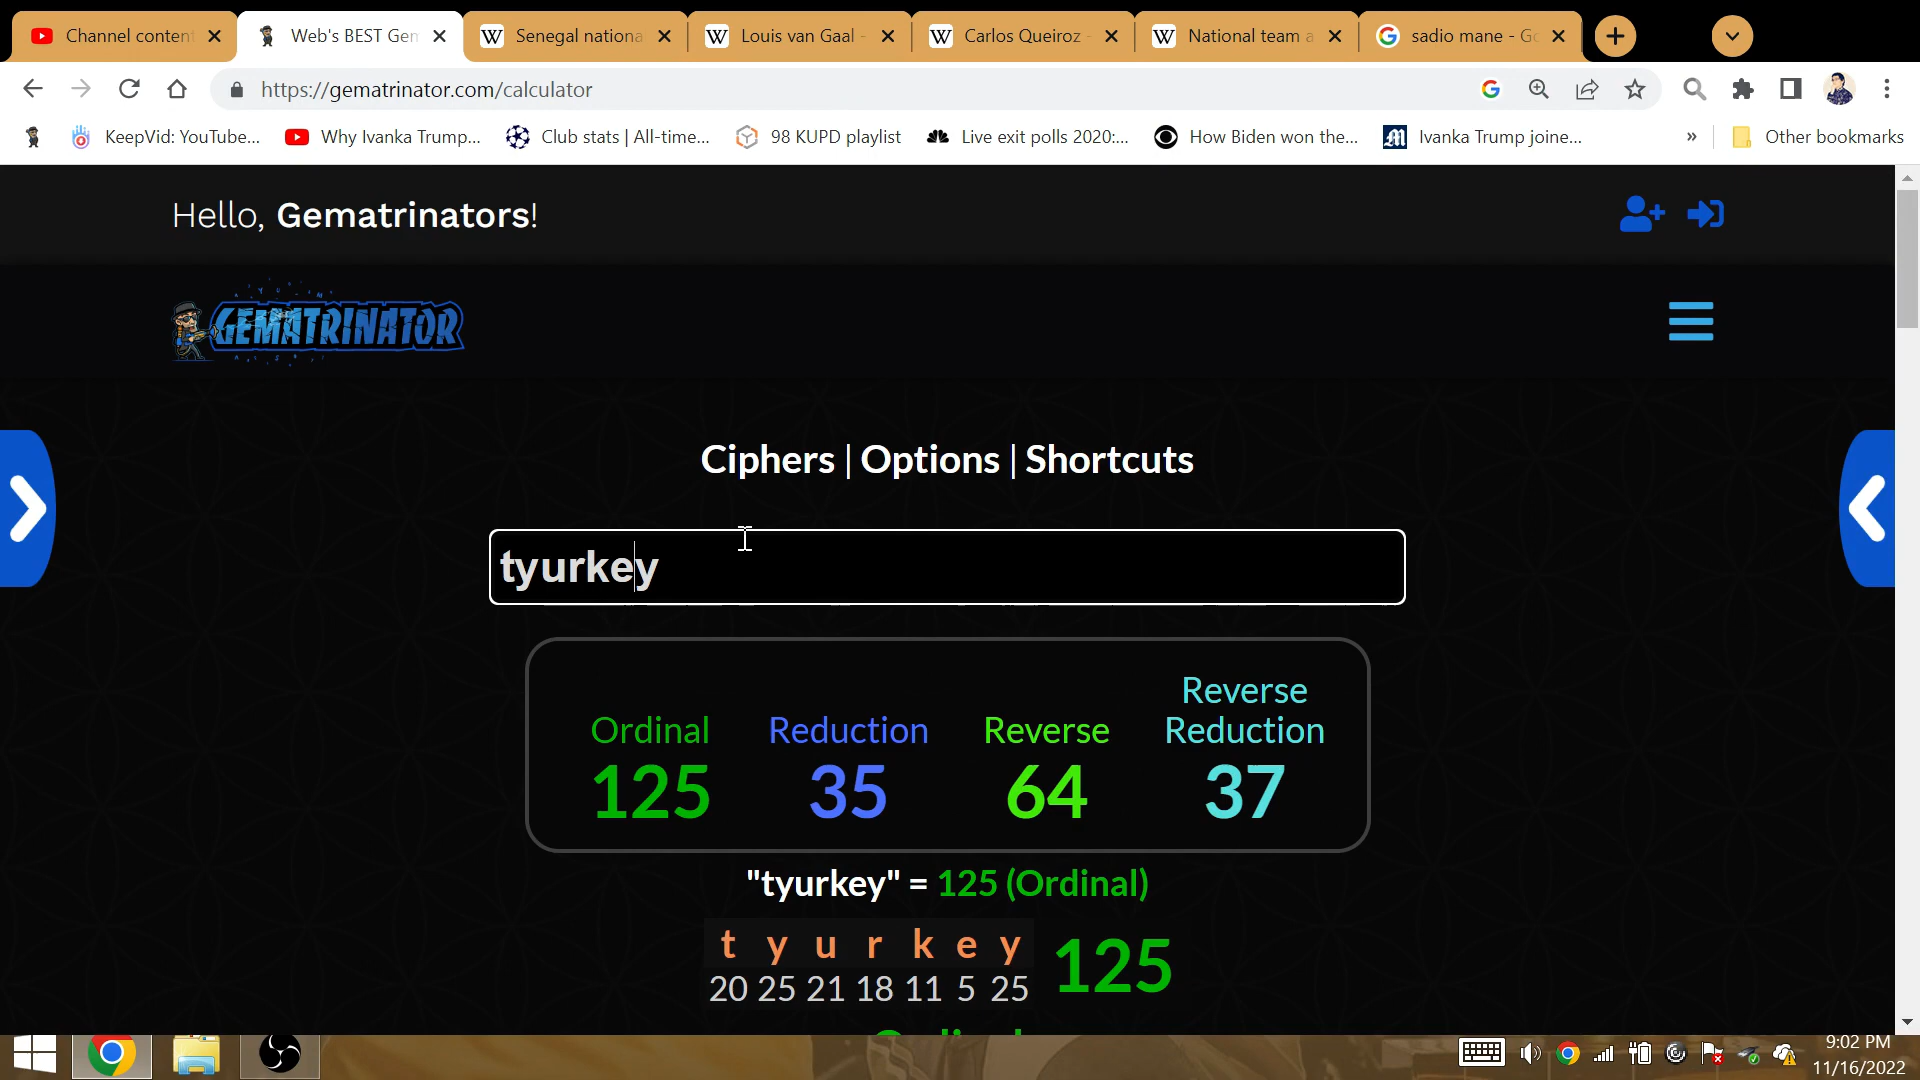 Channel conten
Web's BEST Gem
Senegal nationa
Louis van Gaal -
Carlos Queiroz -
National team a
sadio mane - Go
https://gematrinator.com/calculator
KeepVid: YouTube...
Why Ivanka Trump...
Club stats | All-time...
98 KUPD playlist
Live exit polls 2020:...
How Biden won the...
Ivanka Trump joine...
»
Other bookmarks
Hello, Gematrinators!
GEMATRINATOR
Ciphers | Options | Shortcuts
tyurkey
Ordinal
125
Reduction
35
Reverse
64
Reverse
Reduction
37
"tyurkey" = 125 (Ordinal)
t y u r k e y
20 25 21 18 11 5 25
125
9:02 PM
11/16/2022